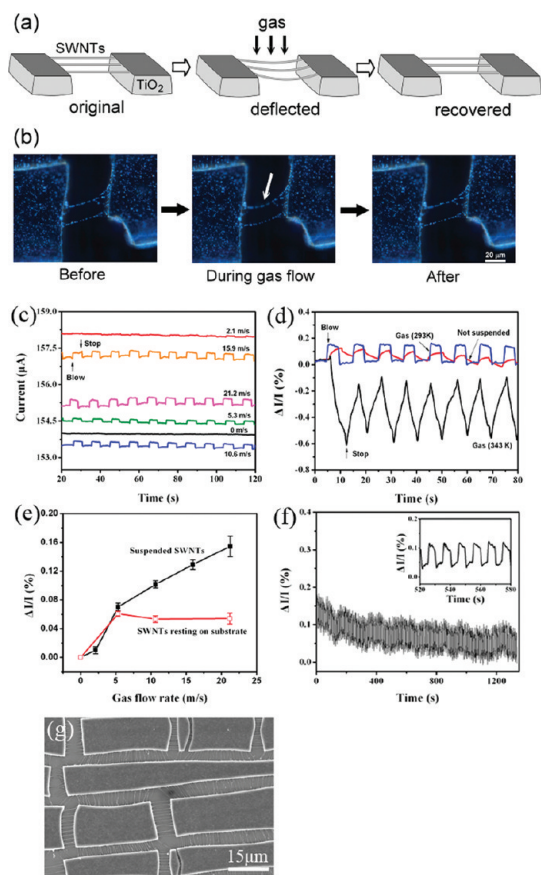 (a)
gas
SWNTs
TiO2
original
deflected
recovered
(b)
Before
During gas flow
After
20 μm
(c)
159.0
157.5
156.0
154.5
153.0
Current (μA)
Stop
Blow
2.1 m/s
15.9 m/s
21.2 m/s
5.3 m/s
0 m/s
10.6 m/s
20 40 60 80 100 120
Time (s)
(d)
0.4
0.2
0.0
-0.2
-0.4
-0.6
-0.8
ΔI/I (%)
Blow
Gas (293K)
Not suspended
Gas (343 K)
Stop
0 10 20 30 40 50 60 70 80
Time (s)
(e)
0.16
0.12
0.08
0.04
0.00
ΔI/I (%)
Suspended SWNTs
SWNTs resting on substrate
0 5 10 15 20 25
Gas flow rate (m/s)
(f)
0.3
0.2
0.1
0.0
ΔI/I (%)
0.2
0.1
0.0
ΔI/I (%)
520 540 560 580
Time (s)
0 400 800 1200
Time (s)
(g)
15μm